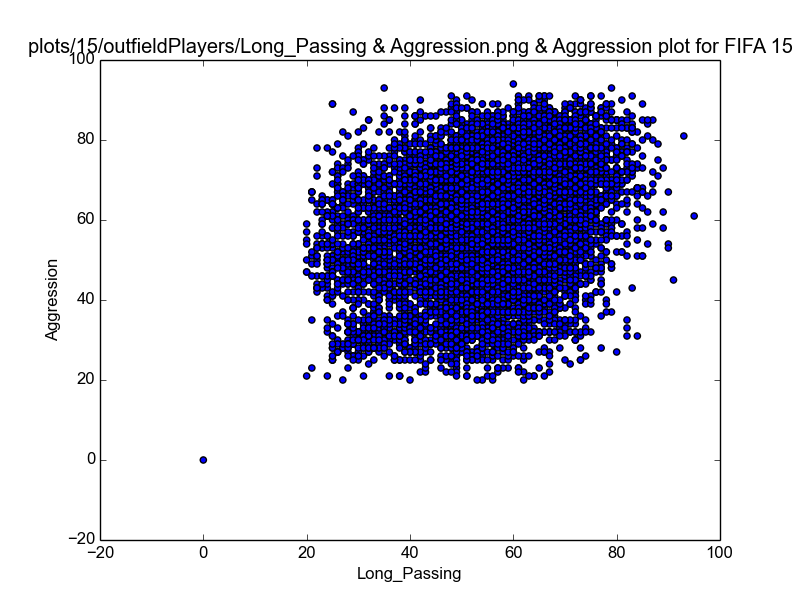 plots/15/outfieldPlayers/Long_Passing & Aggression.png & Aggression plot for FIFA 15
100
80
60
40
20
0
−20
Aggression
−20 0 20 40 60 80 100
Long_Passing